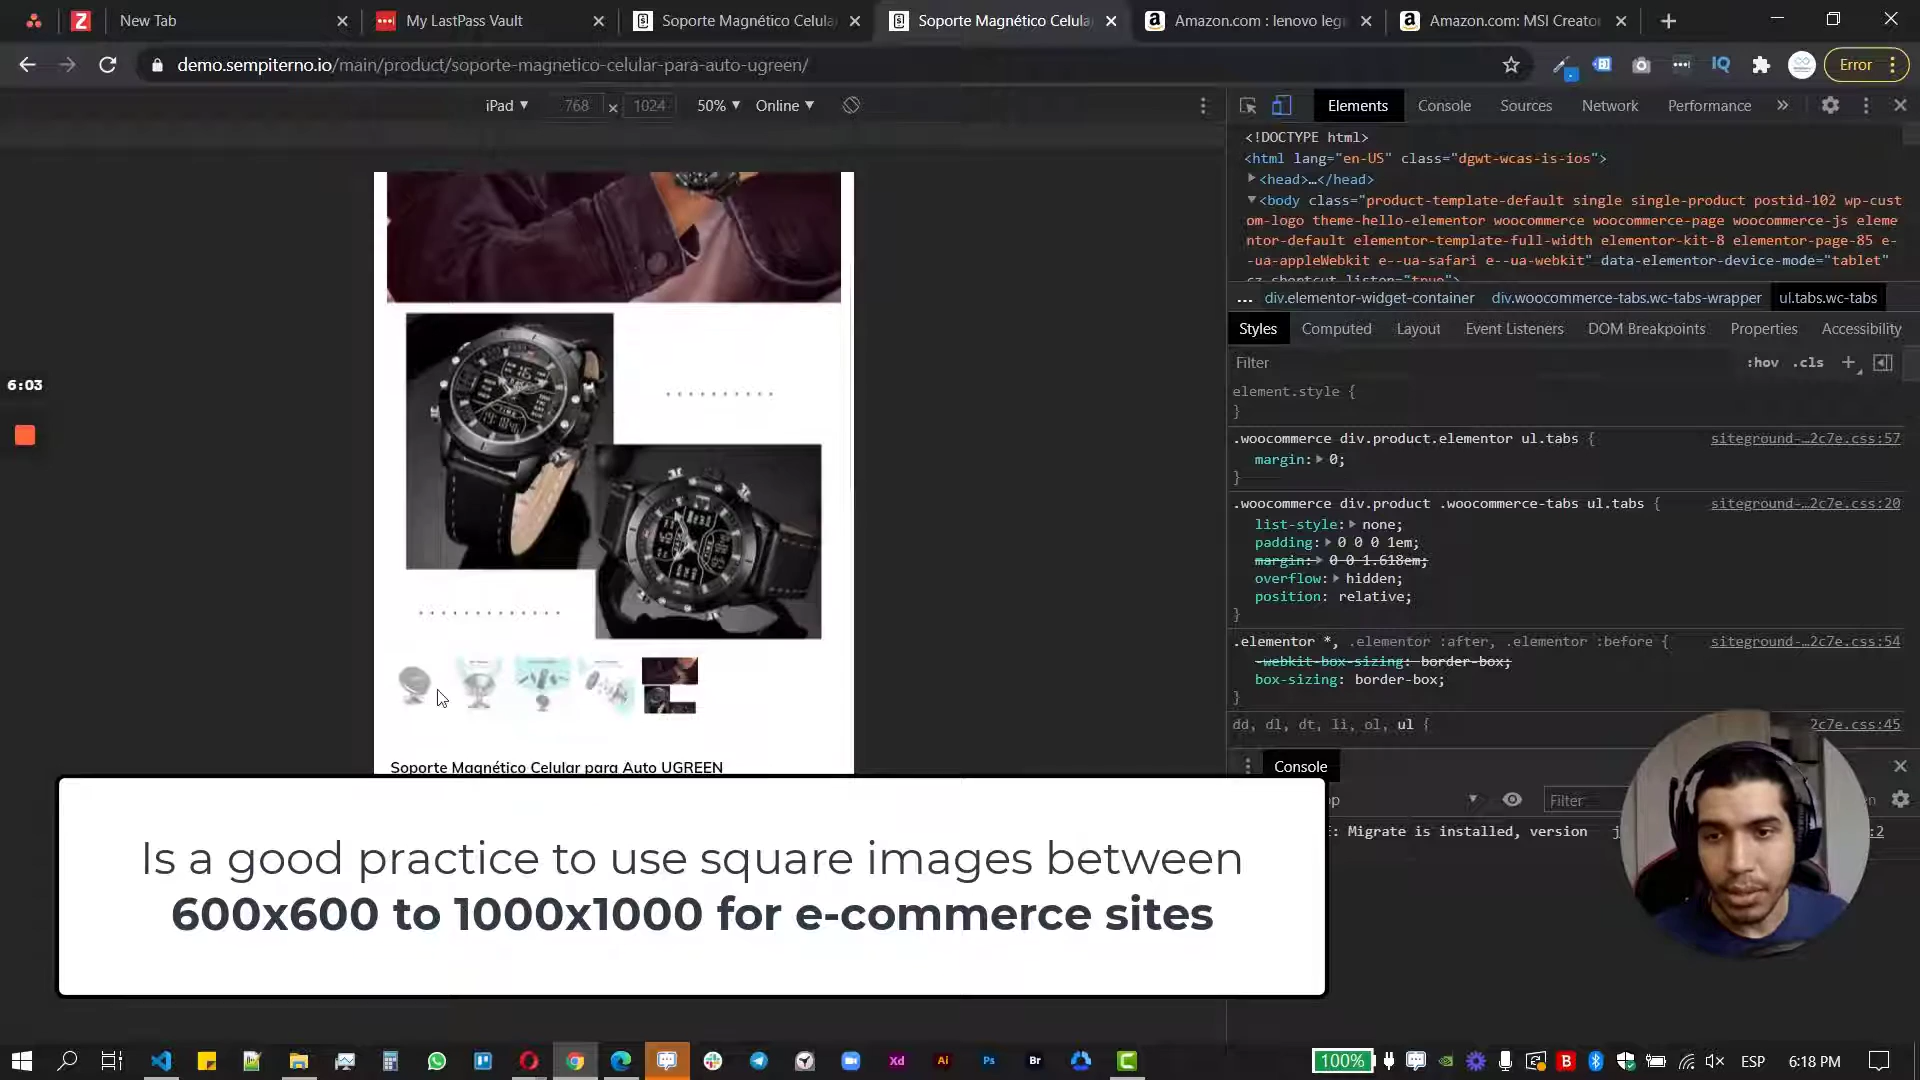 New Tab
My LastPass Vault
Soporte Magnético Celula
Soporte Magnético Celula
Amazon.com : lenovo leg
Amazon.com: MSI Creato
demo.sempiterno.io/main/product/soporte-magnetico-celular-para-auto-ugreen/
Error
iPad
768
1024
50%
Online
Elements
Console
Sources
Network
Performance
<!DOCTYPE html>
<html lang="en-US" class="dgwt-wcas-is-ios">
<head>…</head>
<body class="product-template-default single single-product postid-102 wp-cust
om-logo theme-hello-elementor woocommerce woocommerce-page woocommerce-js eleme
ntor-default elementor-template-full-width elementor-kit-8 elementor-page-85 e-
-ua-appleWebkit e--ua-safari e--ua-webkit" data-elementor-device-mode="tablet"
cz-shortcut-listen="true">
... div.elementor-widget-container div.woocommerce-tabs.wc-tabs-wrapper ul.tabs.wc-tabs
Styles
Computed
Layout
Event Listeners
DOM Breakpoints
Properties
Accessibility
Filter
:hov .cls
element.style {
}
.woocommerce div.product.elementor ul.tabs {
siteground-…2c7e.css:57
margin: 0;
}
.woocommerce div.product .woocommerce-tabs ul.tabs {
siteground-…2c7e.css:20
list-style: none;
padding: 0 0 0 1em;
margin: 0 0 1.618em;
overflow: hidden;
position: relative;
}
.elementor *, .elementor :after, .elementor :before {
siteground-…2c7e.css:54
-webkit-box-sizing: border-box;
box-sizing: border-box;
}
dd, dl, dt, li, ol, ul {
2c7e.css:45
6:03
Soporte Magnético Celular para Auto UGREEN
Console
Filter
Migrate is installed, version
Is a good practice to use square images between
600x600 to 1000x1000 for e-commerce sites
Xd
Ai
Ps
Br
100%
ESP
6:18 PM